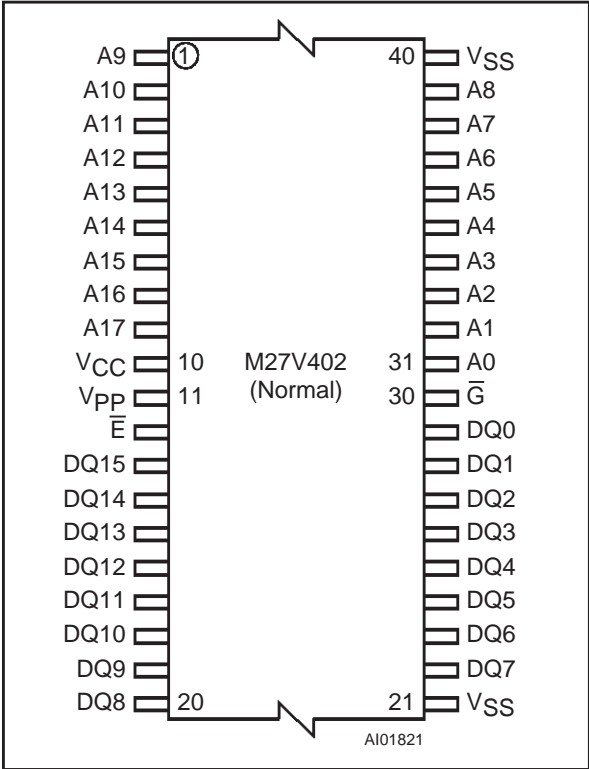 A9 1 40 VSS
A10 A8
A11 A7
A12 A6
A13 A5
A14 A4
A15 A3
A16 A2
A17 A1
VCC 10 M27V402 31 A0
VPP 11 (Normal) 30 G̅
E̅ DQ0
DQ15 DQ1
DQ14 DQ2
DQ13 DQ3
DQ12 DQ4
DQ11 DQ5
DQ10 DQ6
DQ9 DQ7
DQ8 20 21 VSS
AI01821